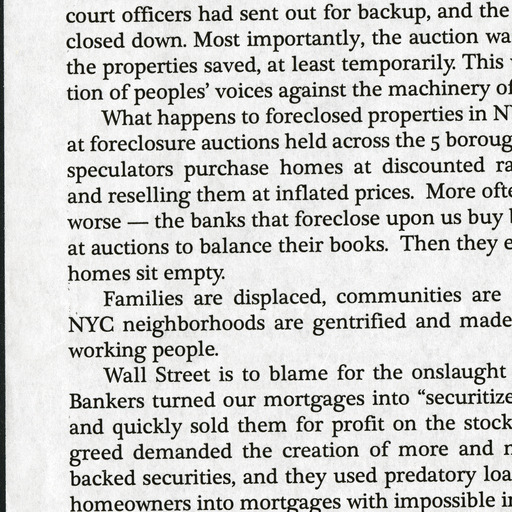 court officers had sent out for backup, and the
closed down. Most importantly, the auction wa
the properties saved, at least temporarily. This
tion of peoples' voices against the machinery of
What happens to foreclosed properties in N
at foreclosure auctions held across the 5 boroug
speculators purchase homes at discounted ra
and reselling them at inflated prices. More ofte
worse — the banks that foreclose upon us buy
at auctions to balance their books. Then they e
homes sit empty.
Families are displaced, communities are
NYC neighborhoods are gentrified and made
working people.
Wall Street is to blame for the onslaught
Bankers turned our mortgages into “securitize
and quickly sold them for profit on the stock
greed demanded the creation of more and m
backed securities, and they used predatory loa
homeowners into mortgages with impossible in